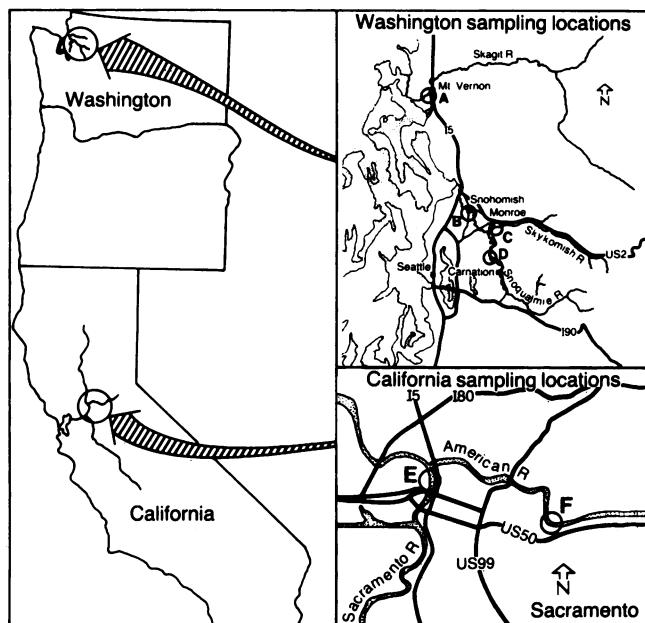 Washington
California
Washington sampling locations
Skagit R
Mt Vernon
A
N
I5
Snohomish
Monroe
B
C
Skykomish R
US2
D
Seattle
Carnation
Snoqualmie R
I90
California sampling locations
I5
I80
American R
E
F
US50
US99
Sacramento R
N
Sacramento